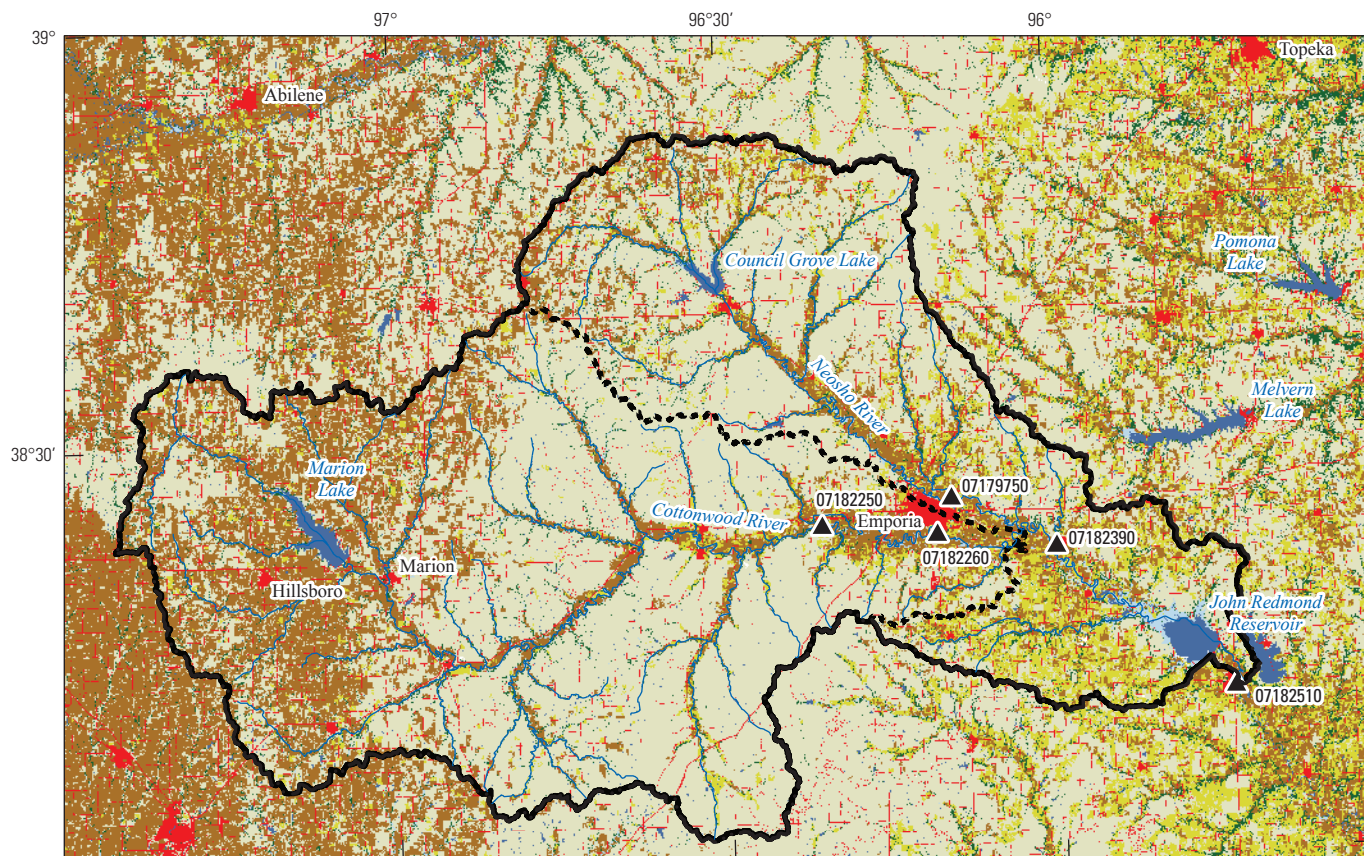 97°
96°30′
96°
39°
Topeka
Abilene
Pomona
Lake
Council Grove Lake
Neosho River
Melvern
Lake
38°30′
Marion
Lake
07182250
07179750
Cottonwood River
Emporia
07182390
07182260
Marion
Hillsboro
John Redmond
Reservoir
07182510